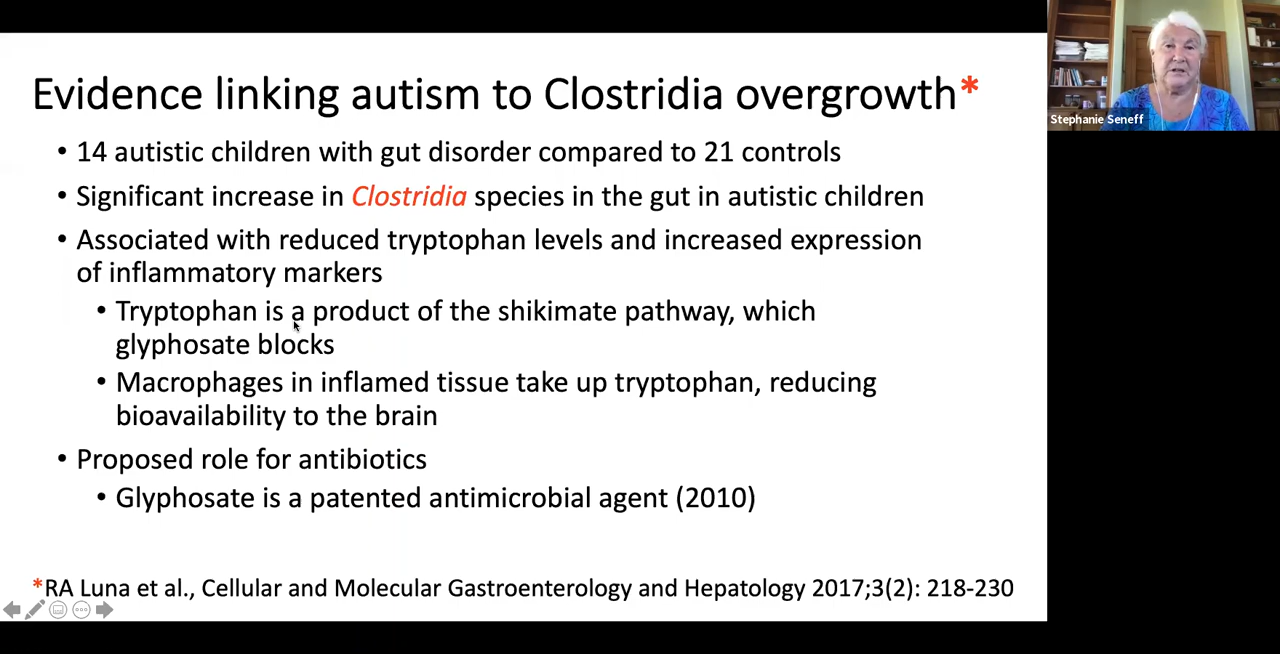 Evidence linking autism to Clostridia overgrowth*
Stephanie Seneff
• 14 autistic children with gut disorder compared to 21 controls
• Significant increase in Clostridia species in the gut in autistic children
• Associated with reduced tryptophan levels and increased expression
of inflammatory markers
• Tryptophan is a product of the shikimate pathway, which
glyphosate blocks
• Macrophages in inflamed tissue take up tryptophan, reducing
bioavailability to the brain
• Proposed role for antibiotics
• Glyphosate is a patented antimicrobial agent (2010)
*RA Luna et al., Cellular and Molecular Gastroenterology and Hepatology 2017;3(2): 218-230